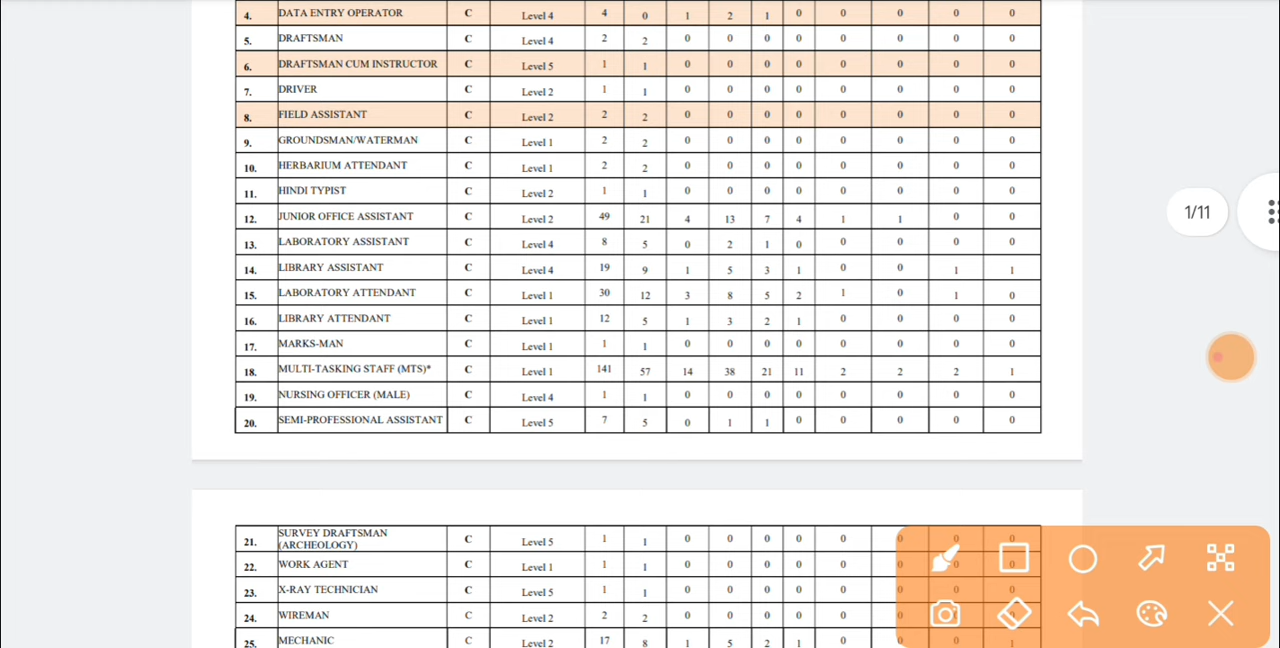 4. DATA ENTRY OPERATOR C Level 4 4 0 1 2 1 0 0 0 0 0
5. DRAFTSMAN C Level 4 2 2 0 0 0 0 0 0 0 0
6. DRAFTSMAN CUM INSTRUCTOR C Level 5 1 1 0 0 0 0 0 0 0 0
7. DRIVER C Level 2 1 1 0 0 0 0 0 0 0 0
8. FIELD ASSISTANT C Level 2 2 2 0 0 0 0 0 0 0 0
9. GROUNDSMAN/WATERMAN C Level 1 2 2 0 0 0 0 0 0 0 0
10. HERBARIUM ATTENDANT C Level 1 2 2 0 0 0 0 0 0 0 0
11. HINDI TYPIST C Level 2 1 1 0 0 0 0 0 0 0 0
12. JUNIOR OFFICE ASSISTANT C Level 2 49 21 4 13 7 4 1 1 0 0
13. LABORATORY ASSISTANT C Level 4 8 5 0 2 1 0 0 0 0 0
14. LIBRARY ASSISTANT C Level 4 19 9 1 5 3 1 0 0 1 1
15. LABORATORY ATTENDANT C Level 1 30 12 3 8 5 2 1 0 1 0
16. LIBRARY ATTENDANT C Level 1 12 5 1 3 2 1 0 0 0 0
17. MARKS-MAN C Level 1 1 1 0 0 0 0 0 0 0 0
18. MULTI-TASKING STAFF (MTS)* C Level 1 141 57 14 38 21 11 2 2 2 1
19. NURSING OFFICER (MALE) C Level 4 1 1 0 0 0 0 0 0 0 0
20. SEMI-PROFESSIONAL ASSISTANT C Level 5 7 5 0 1 1 0 0 0 0 0
1/11
21. SURVEY DRAFTSMAN
(ARCHEOLOGY) C Level 5 1 1 0 0 0 0 0 0 0 0
22. WORK AGENT C Level 1 1 1 0 0 0 0 0 0 0 0
23. X-RAY TECHNICIAN C Level 5 1 1 0 0 0 0 0 0 0 0
24. WIREMAN C Level 2 2 2 0 0 0 0 0 0 0 0
25. MECHANIC C Level 2 17 8 1 5 2 1 0 0 0 1